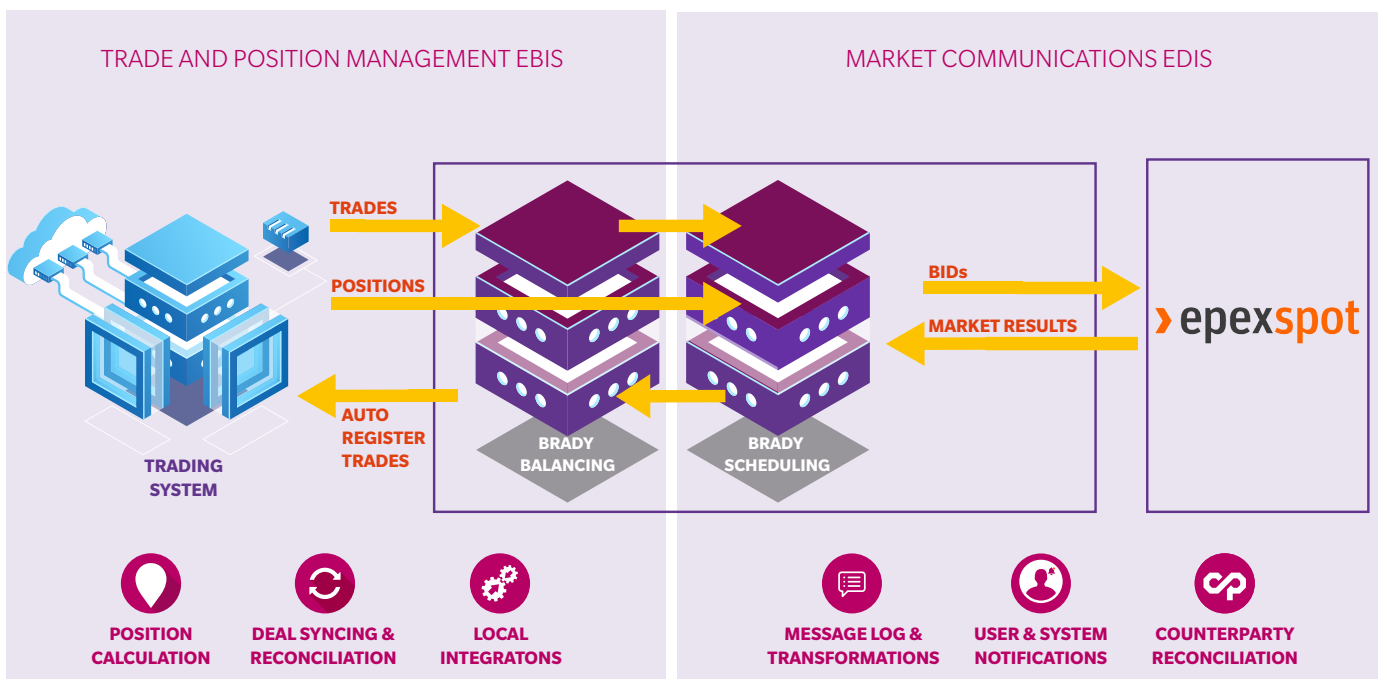 TRADE AND POSITION MANAGEMENT EBIS
MARKET COMMUNICATIONS EDIS
TRADES
POSITIONS
AUTO
REGISTER
TRADES
TRADING
SYSTEM
BRADY
BALANCING
BRADY
SCHEDULING
BIDs
MARKET RESULTS
epexspot
POSITION
CALCULATION
DEAL SYNCING &
RECONCILIATION
LOCAL
INTEGRATONS
MESSAGE LOG &
TRANSFORMATIONS
USER & SYSTEM
NOTIFICATIONS
cp
COUNTERPARTY
RECONCILIATION